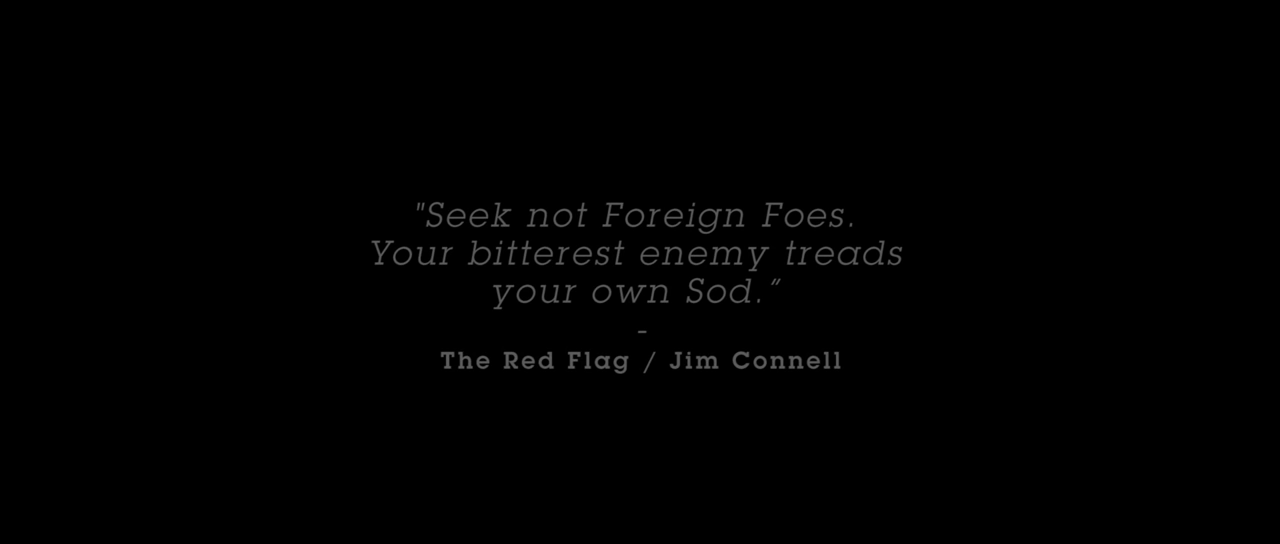 "Seek not Foreign Foes.
Your bitterest enemy treads
your own Sod.”
-
The Red Flag / Jim Connell